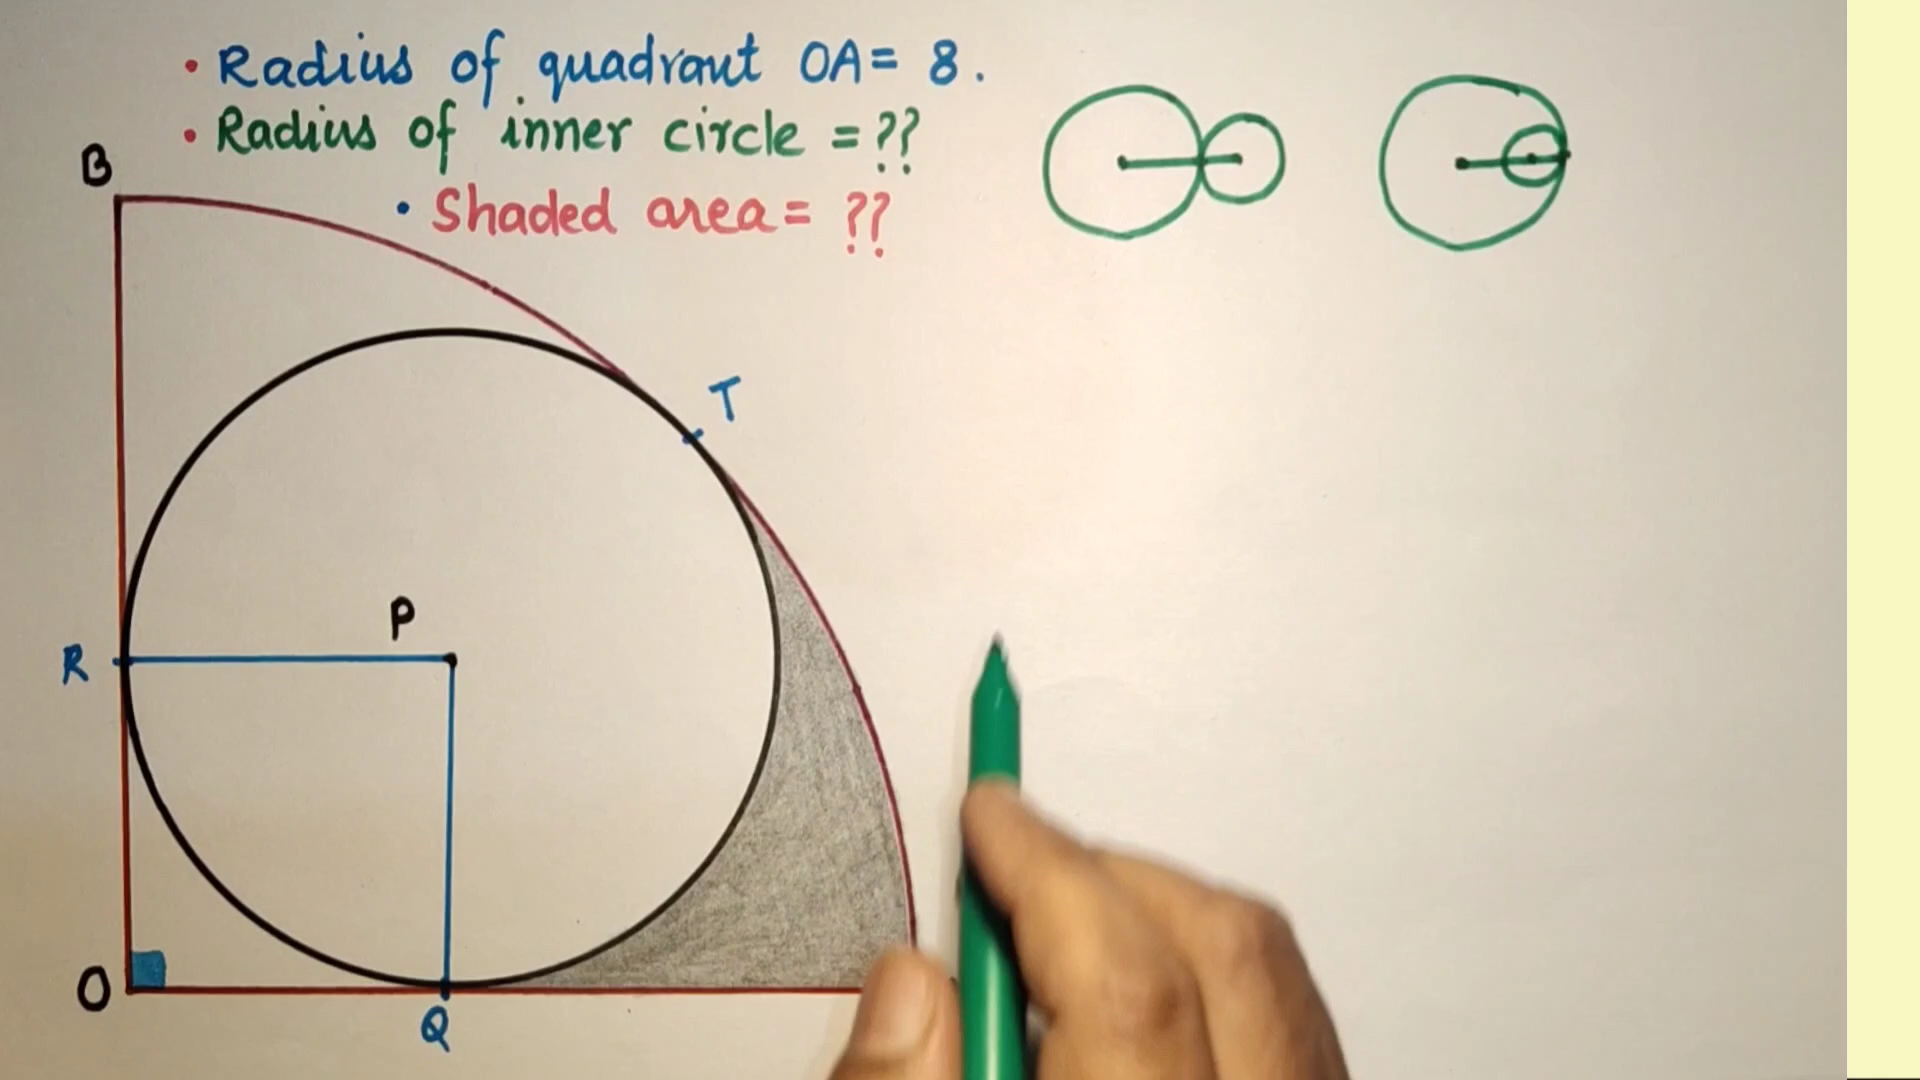 • Radius of quadrant OA = 8.
• Radius of inner circle = ??
• Shaded area = ??
B
T
P
R
O
Q